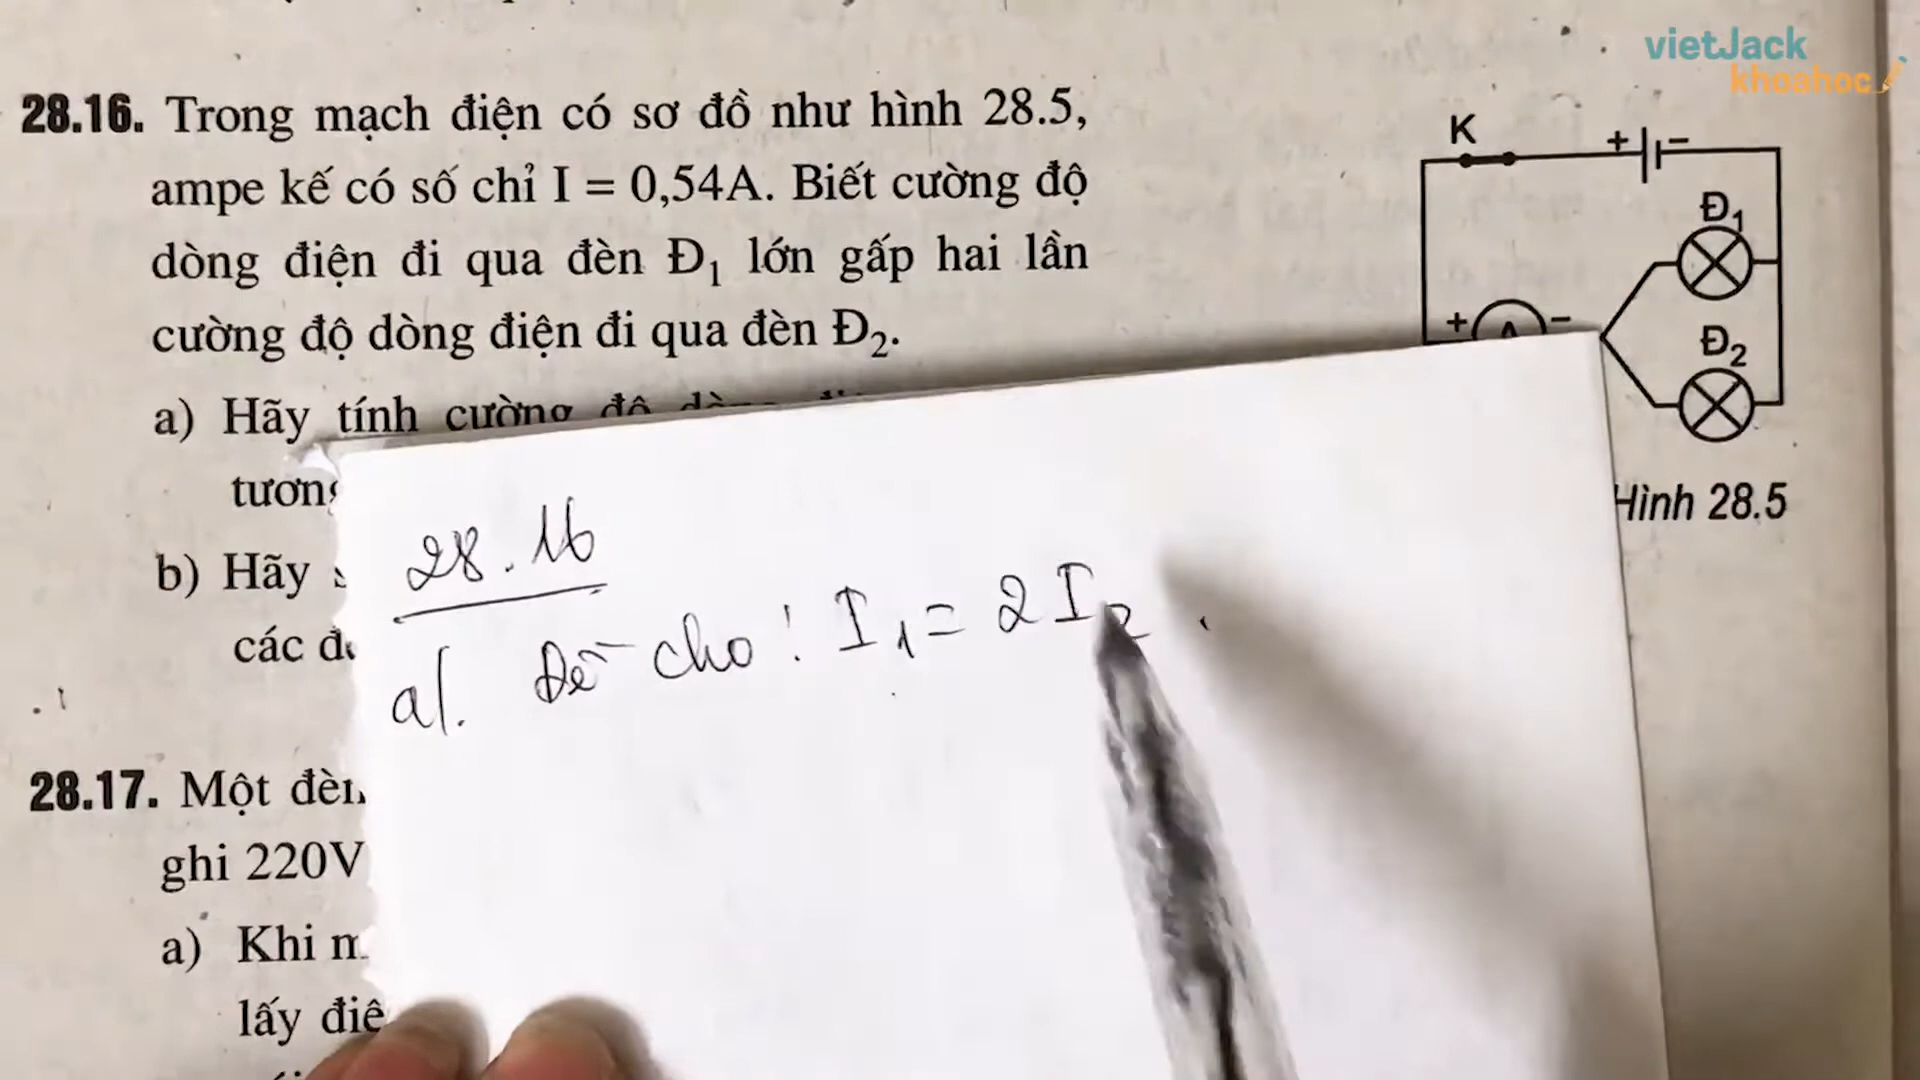 vietJack
khoahoc
28.16. Trong mạch điện có sơ đồ như hình 28.5,
ampe kế có số chỉ I = 0,54A. Biết cường độ
dòng điện đi qua đèn Đ1 lớn gấp hai lần
cường độ dòng điện đi qua đèn Đ2.
a) Hãy tính cường độ dòng
tương
b) Hãy
các
K
+ −
Đ1
+ A −
Đ2
Hình 28.5
28.16
a/. Đề cho: I1 = 2I2.
28.17. Một đèn
ghi 220V
a) Khi
lấy